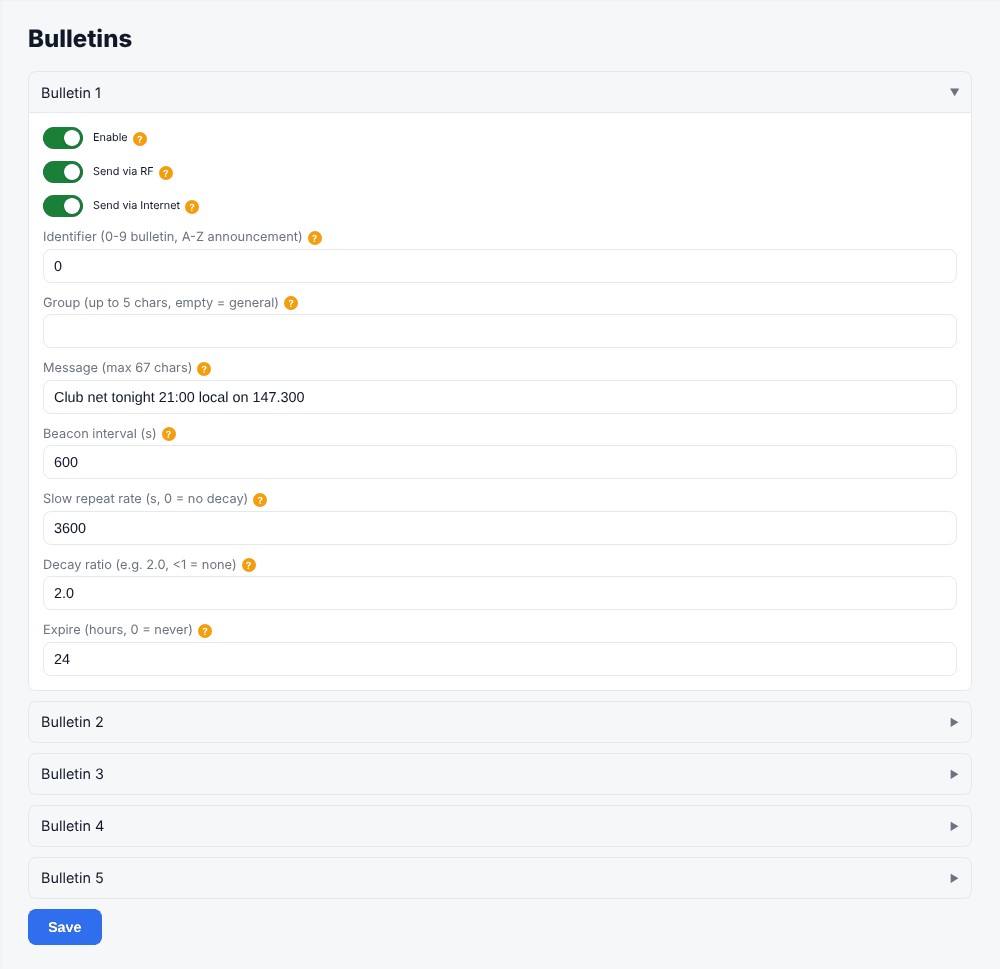 Bulletins
Bulletin 1 ▼
Enable ?
Send via RF ?
Send via Internet ?
Identifier (0-9 bulletin, A-Z announcement) ?
0
Group (up to 5 chars, empty = general) ?
Message (max 67 chars) ?
Club net tonight 21:00 local on 147.300
Beacon interval (s) ?
600
Slow repeat rate (s, 0 = no decay) ?
3600
Decay ratio (e.g. 2.0, <1 = none) ?
2.0
Expire (hours, 0 = never) ?
24
Bulletin 2 ▶
Bulletin 3 ▶
Bulletin 4 ▶
Bulletin 5 ▶
Save